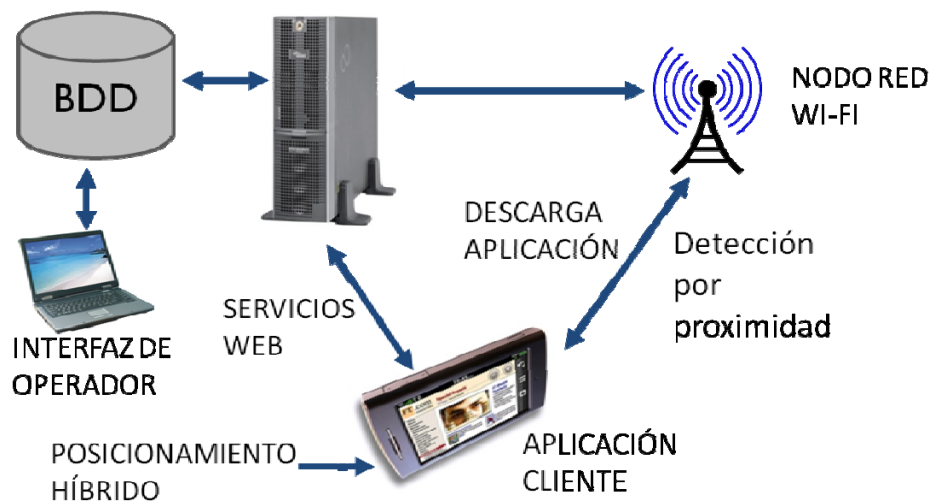 BDD
NODO RED
WI-FI
DESCARGA
APLICACIÓN
Detección
por
proximidad
SERVICIOS
WEB
INTERFAZ DE
OPERADOR
POSICIONAMIENTO
HÍBRIDO
APLICACIÓN
CLIENTE